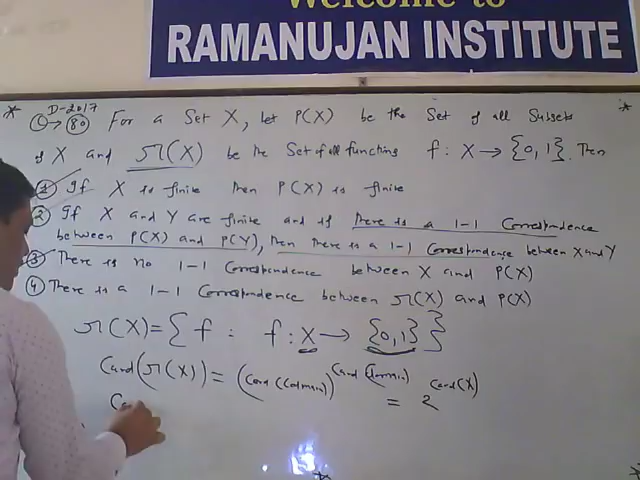 Welcome to
RAMANUJAN INSTITUTE
* D-2017 *
C → 80 For a Set X, let P(X) be the Set of all Subsets
of X and Ω(X) be the Set of all functions f : X → {0,1}. Then
1 If X is finite then P(X) is finite
2 If X and Y are finite and if there is a 1-1 Correspondence
between P(X) and P(Y), then there is a 1-1 Correspondence between X and Y
3 There is no 1-1 Correspondence between X and P(X)
4 There is a 1-1 Correspondence between Ω(X) and P(X)
Ω(X) = { f : f : X → {0,1} }
Card(Ω(X)) = (Card(Codomain))^Card(Domain) = 2^Card(X)
Ca